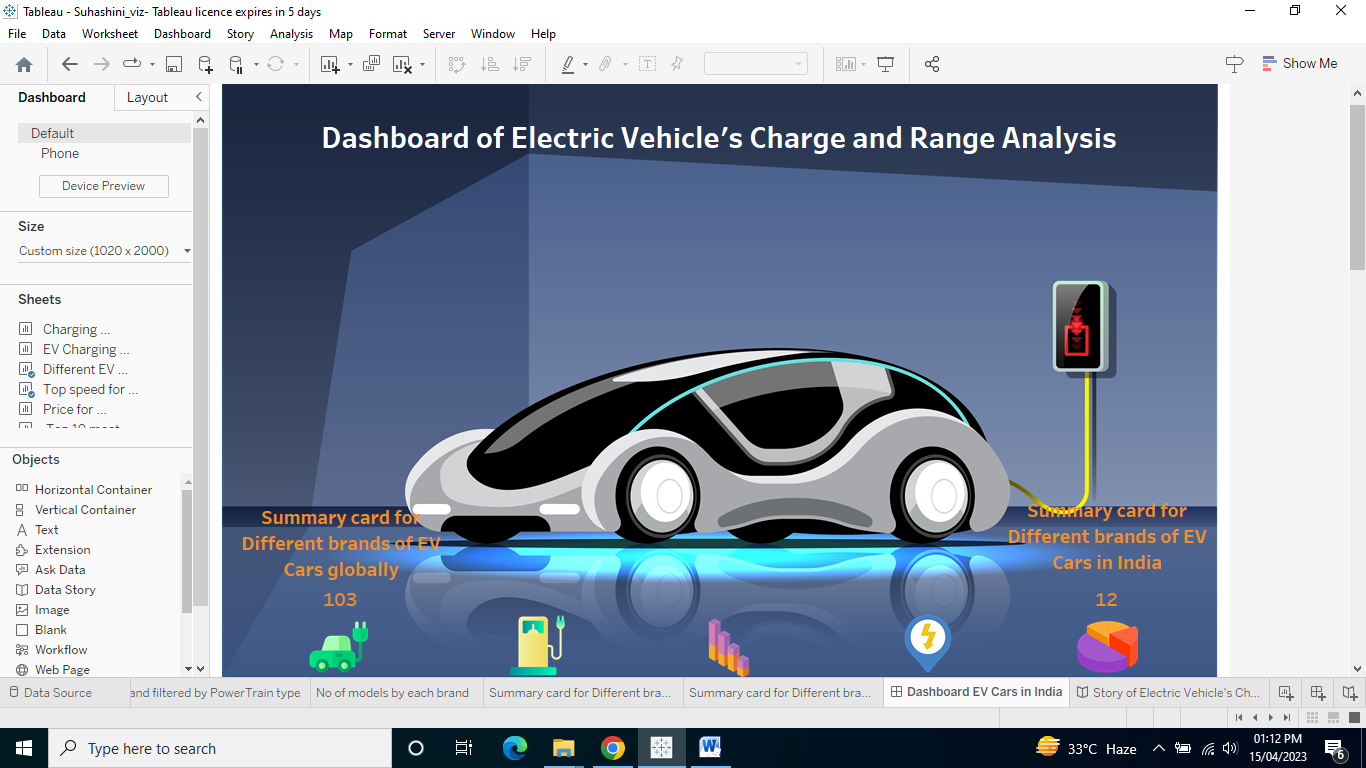 Tableau - Suhashini_viz- Tableau licence expires in 5 days
File Data Worksheet Dashboard Story Analysis Map Format Server Window Help
Show Me
Dashboard Layout
Default
Phone
Device Preview
Size
Custom size (1020 x 2000)
Sheets
Charging ...
EV Charging ...
Different EV ...
Top speed for ...
Price for ...
Objects
Horizontal Container
Vertical Container
Text
Extension
Ask Data
Data Story
Image
Blank
Workflow
Web Page
Dashboard of Electric Vehicle’s Charge and Range Analysis
Summary card for
Different brands of EV
Cars globally
103
Summary card for
Different brands of EV
Cars in India
12
Data Source and filtered by PowerTrain type No of models by each brand Summary card for Different bra... Summary card for Different bra... Dashboard EV Cars in India Story of Electric Vehicle's Ch...
Type here to search
33°C Haze
01:12 PM
15/04/2023
6